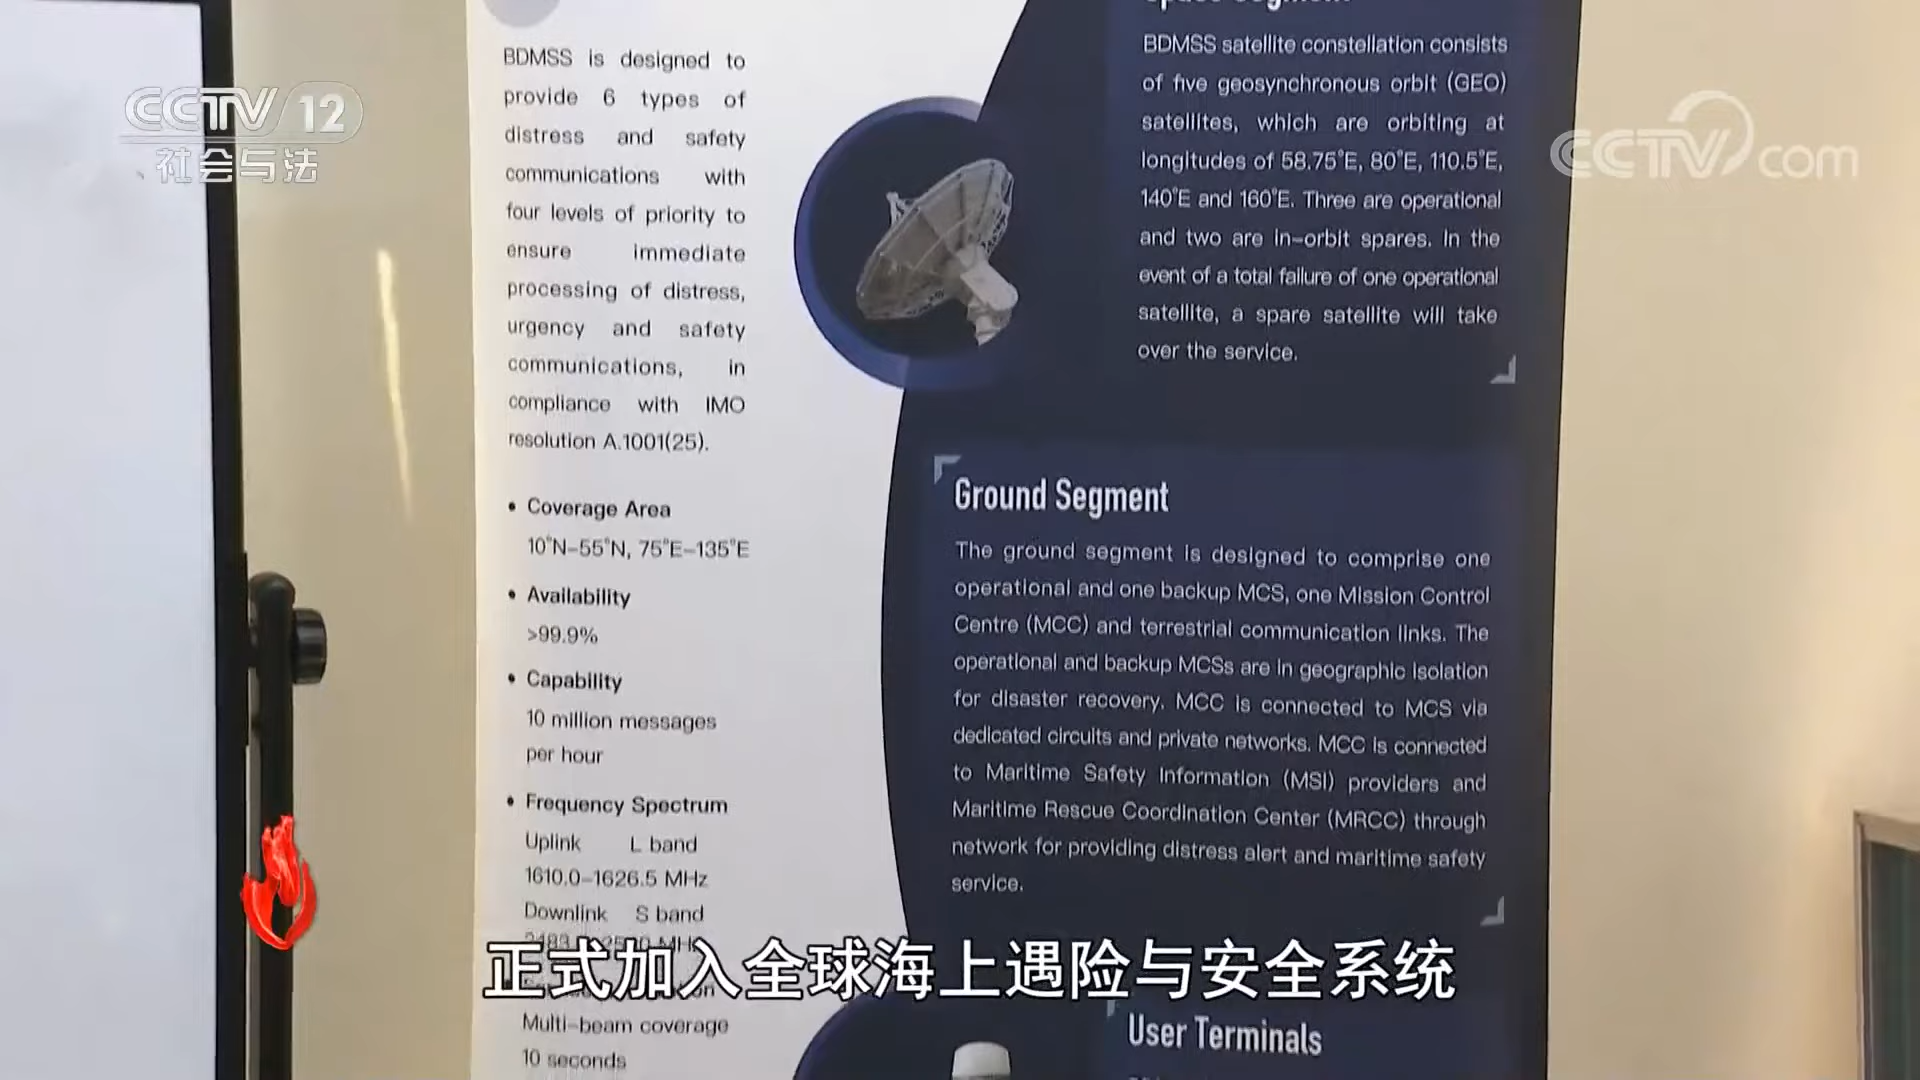 CCTV 12
社会与法
CCTV.com
BDMSS is designed to
provide 6 types of
distress and safety
communications with
four levels of priority to
ensure immediate
processing of distress,
urgency and safety
communications, in
compliance with IMO
resolution A.1001(25).
• Coverage Area
10°N-55°N, 75°E-135°E
• Availability
>99.9%
• Capability
10 million messages
per hour
• Frequency Spectrum
Uplink L band
1610.0-1626.5 MHz
Downlink S band
Multi-beam coverage
10 seconds
Space Segment
BDMSS satellite constellation consists
of five geosynchronous orbit (GEO)
satellites, which are orbiting at
longitudes of 58.75°E, 80°E, 110.5°E,
140°E and 160°E. Three are operational
and two are in-orbit spares. In the
event of a total failure of one operational
satellite, a spare satellite will take
over the service.
Ground Segment
The ground segment is designed to comprise one
operational and one backup MCS, one Mission Control
Centre (MCC) and terrestrial communication links. The
operational and backup MCSs are in geographic isolation
for disaster recovery. MCC is connected to MCS via
dedicated circuits and private networks. MCC is connected
to Maritime Safety Information (MSI) providers and
Maritime Rescue Coordination Center (MRCC) through
network for providing distress alert and maritime safety
service.
User Terminals
正式加入全球海上遇险与安全系统